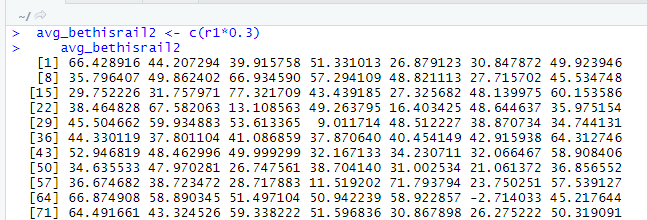 ~/
> avg_bethisrail2 <- c(r1*0.3)
> avg_bethisrail2
[1] 66.428916 44.207294 39.915758 51.331013 26.879123 30.847872 49.923946
[8] 35.796407 49.862402 66.934590 57.294109 48.821113 27.715702 45.534748
[15] 29.752226 31.757971 77.321709 43.439185 27.325682 48.139975 60.153586
[22] 38.464828 67.582063 13.108563 49.263795 16.403425 48.644637 35.975154
[29] 45.504662 59.934883 53.613365 9.011714 48.512227 38.870734 34.744131
[36] 44.330119 37.801104 41.086859 37.870640 40.454149 42.915938 64.312746
[43] 52.946819 48.462996 49.999299 32.167133 34.230711 32.066467 58.908406
[50] 34.635533 47.970281 26.747561 38.704140 31.002534 21.061372 36.856552
[57] 36.674682 38.723472 28.717883 11.519202 71.793794 23.750251 57.539127
[64] 66.874908 58.890345 51.497104 50.942239 58.922857 -2.714033 45.217644
[71] 64.491661 43.324526 59.338222 51.596836 30.867898 26.275222 50.319091